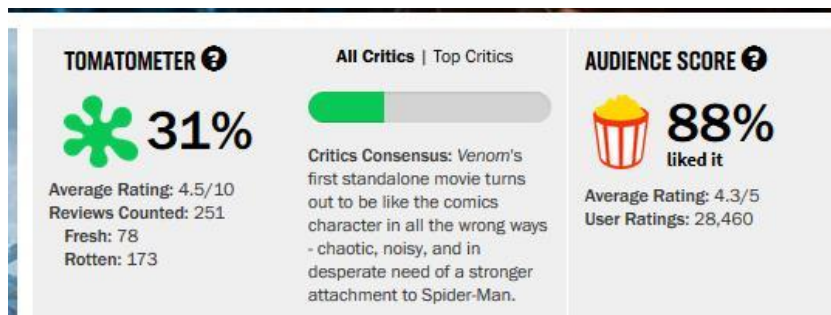 TOMATOMETER ?
31%
Average Rating: 4.5/10
Reviews Counted: 251
Fresh: 78
Rotten: 173
All Critics | Top Critics
Critics Consensus: Venom's
first standalone movie turns
out to be like the comics
character in all the wrong ways
- chaotic, noisy, and in
desperate need of a stronger
attachment to Spider-Man.
AUDIENCE SCORE ?
88%
liked it
Average Rating: 4.3/5
User Ratings: 28,460